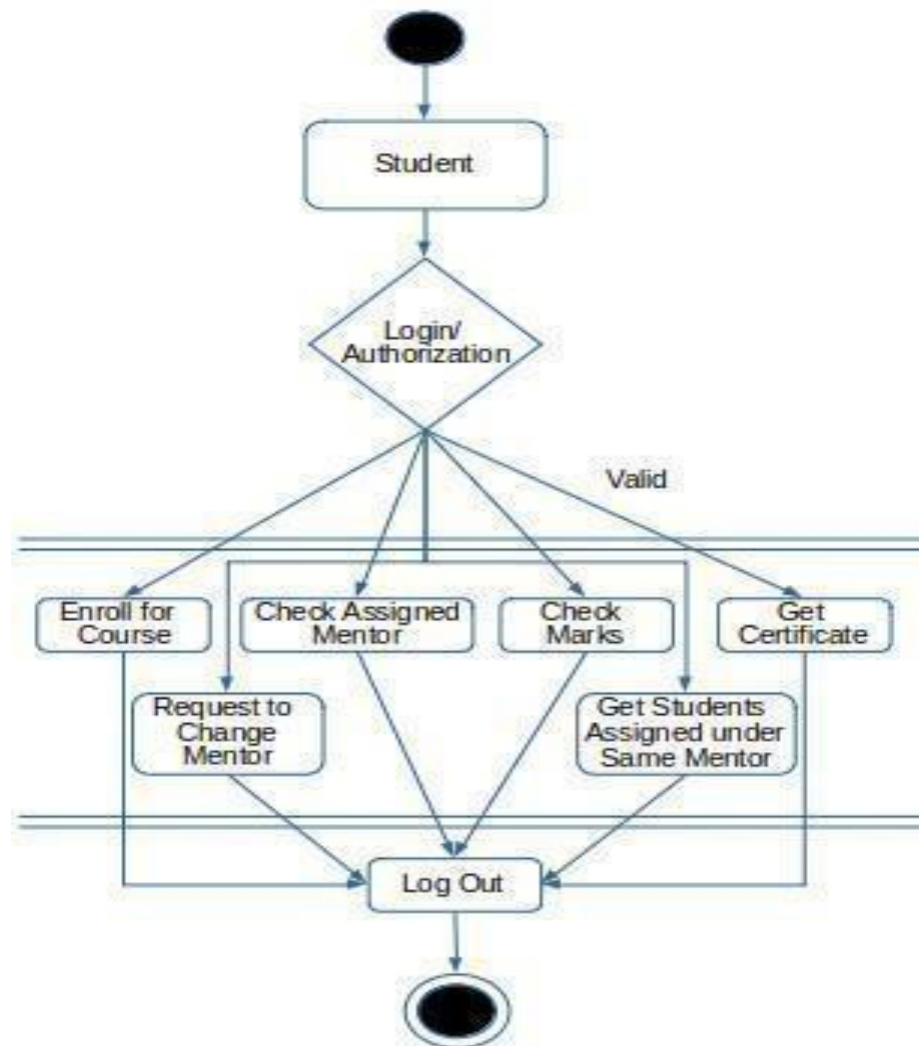 Student
Login/
Authorization
Valid
Enroll for
Course
Check Assigned
Mentor
Check
Marks
Get
Certificate
Request to
Change
Mentor
Get Students
Assigned under
Same Mentor
Log Out